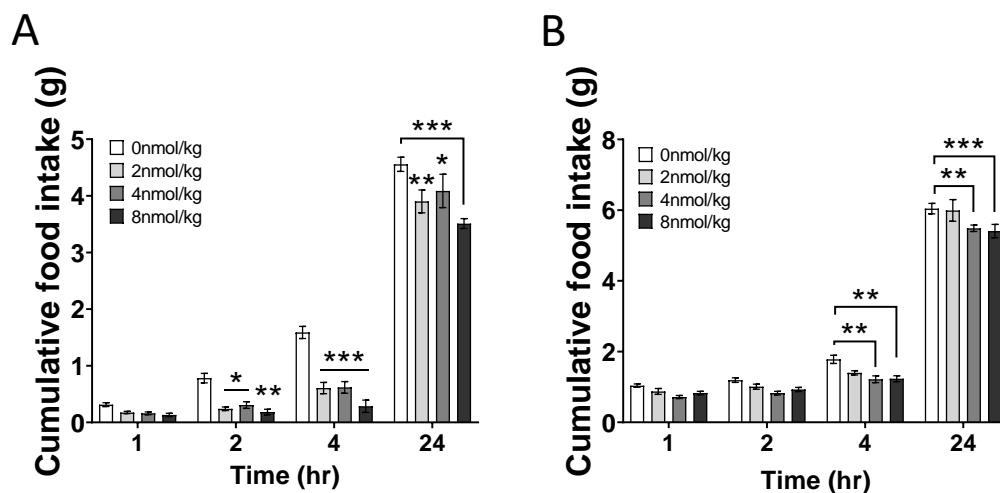 A
Cumulative food intake (g)
5
4
3
2
1
0
0nmol/kg
2nmol/kg
4nmol/kg
8nmol/kg
*
**
***
***
**
*
1
2
4
24
Time (hr)
B
Cumulative food intake (g)
8
6
4
2
0
0nmol/kg
2nmol/kg
4nmol/kg
8nmol/kg
**
**
***
**
1
2
4
24
Time (hr)